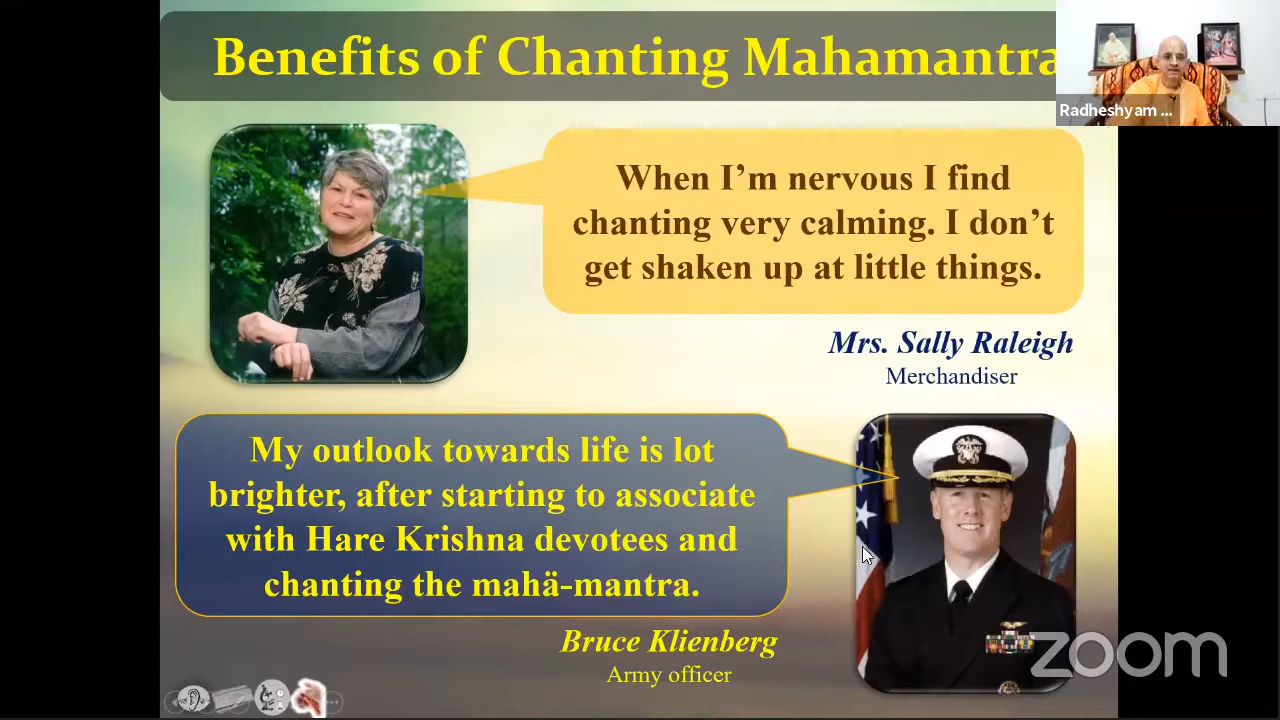 Benefits of Chanting Mahamantra
Radheshyam ...
When I'm nervous I find
chanting very calming. I don't
get shaken up at little things.
Mrs. Sally Raleigh
Merchandiser
My outlook towards life is lot
brighter, after starting to associate
with Hare Krishna devotees and
chanting the mahä-mantra.
Bruce Klienberg
Army officer
zoom